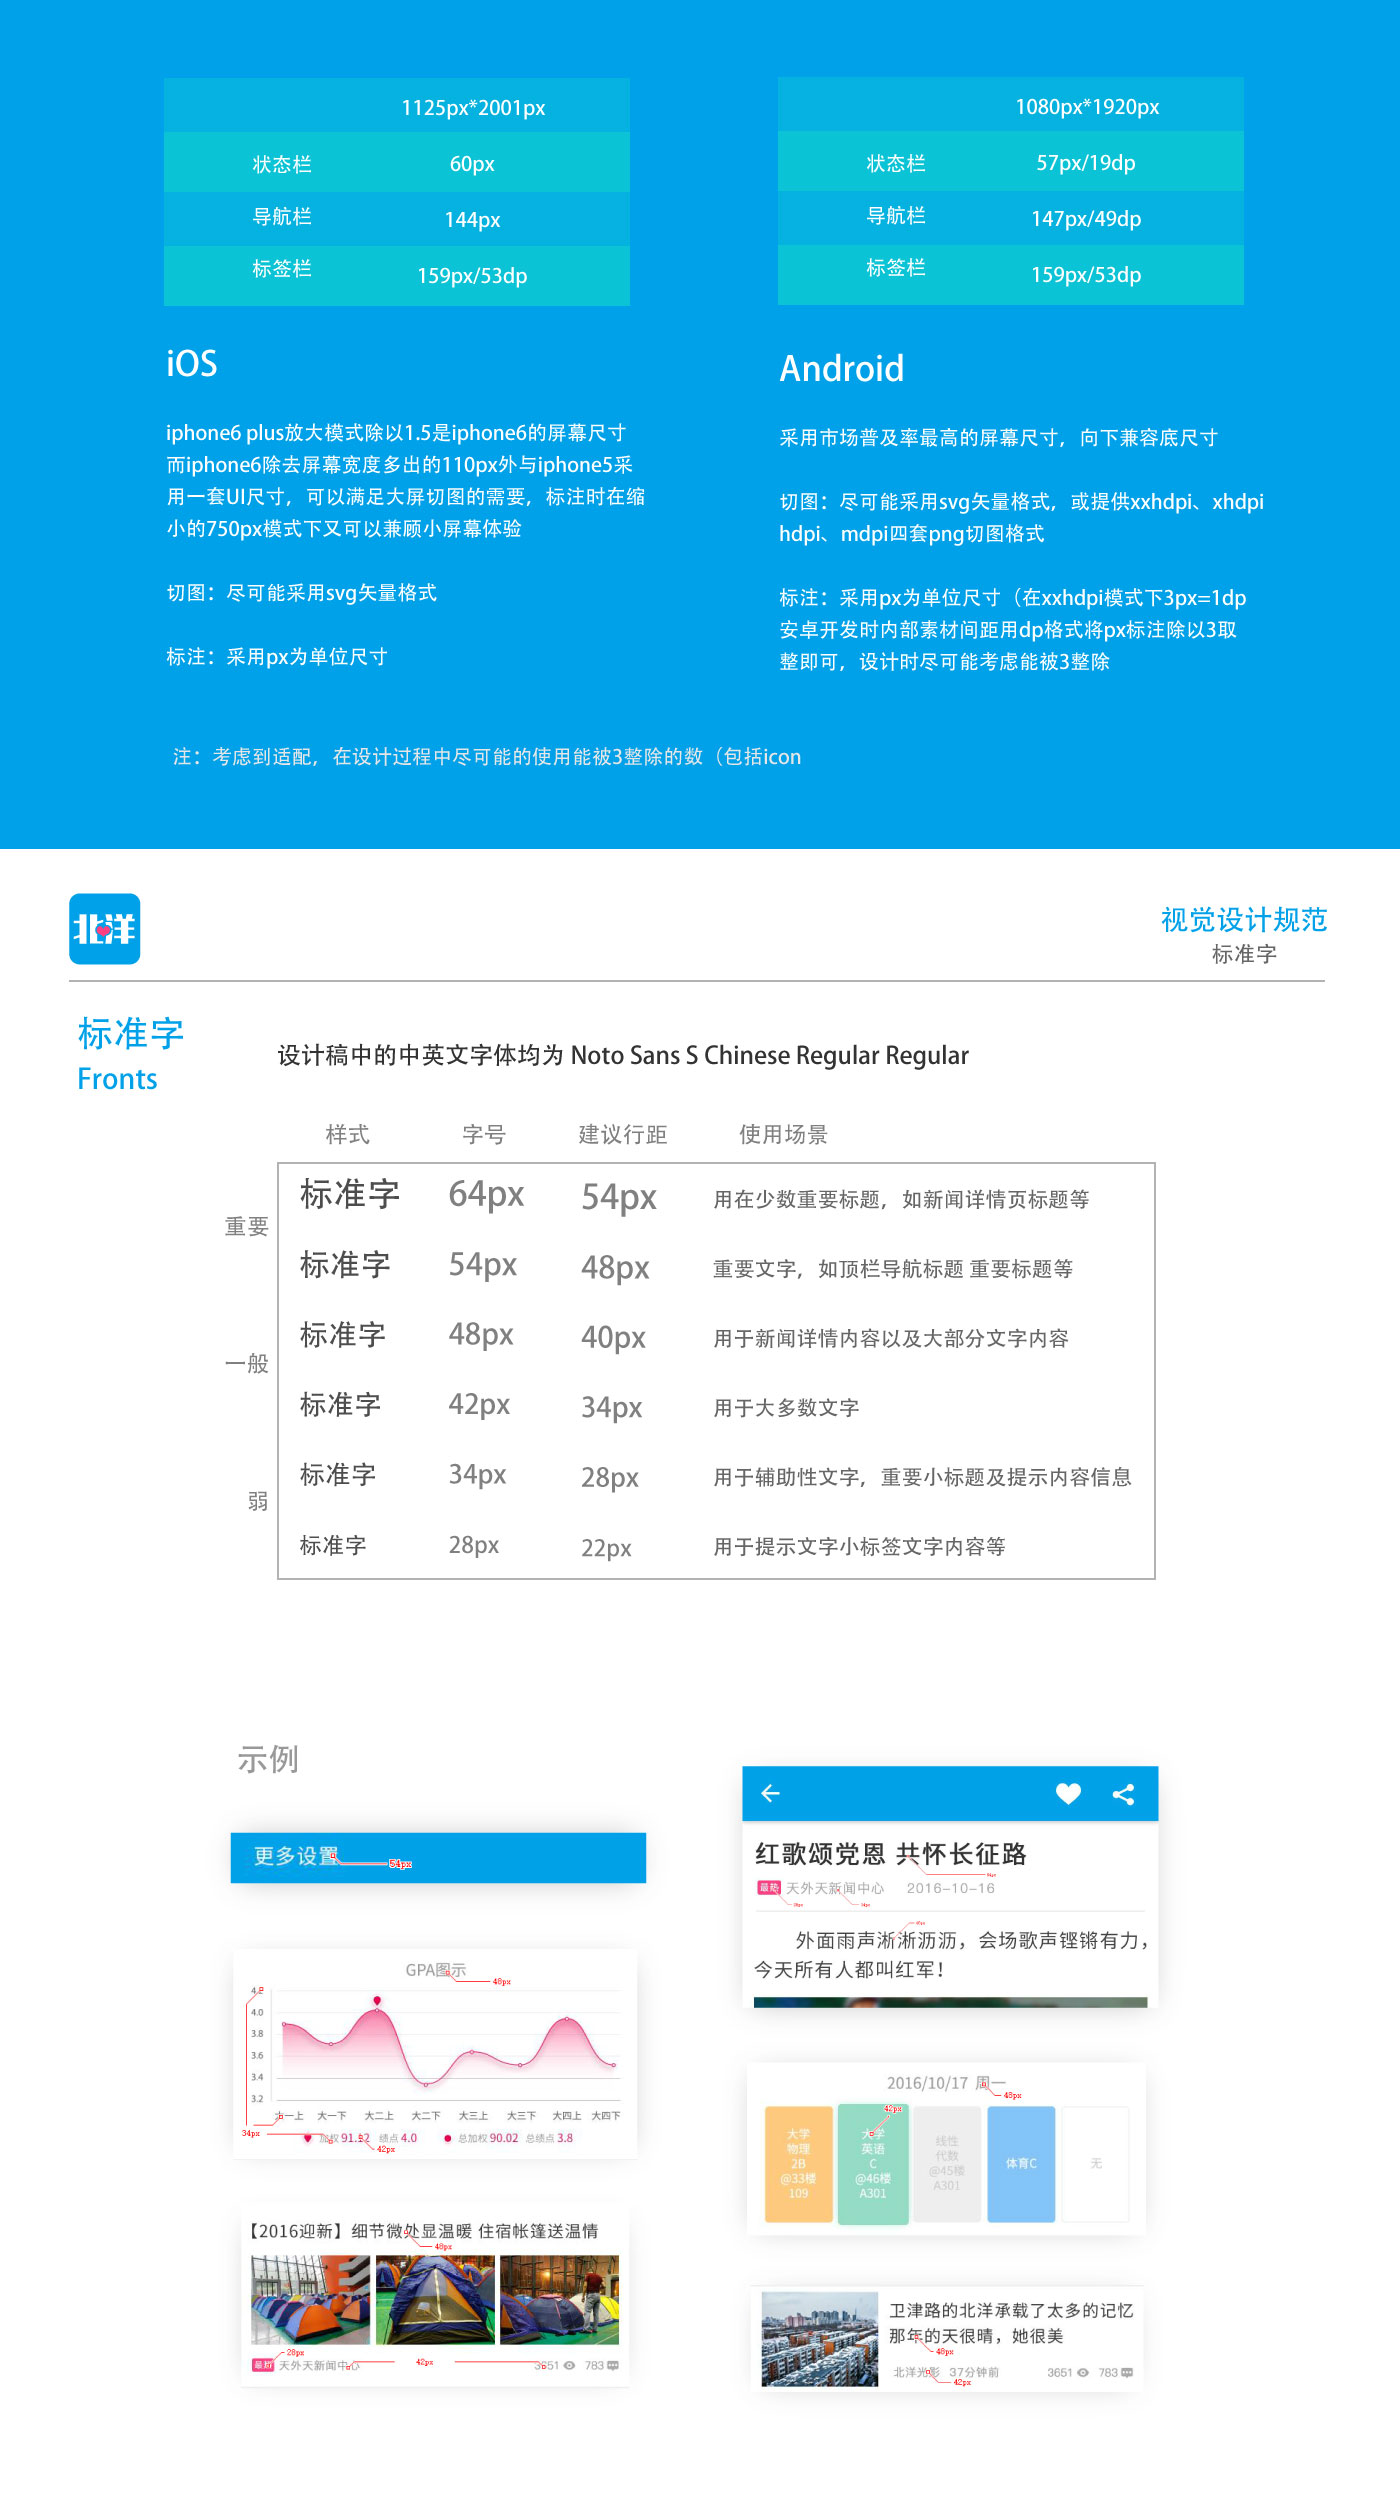 1125px*2001px
状态栏 60px
导航栏 144px
标签栏 159px/53dp
1080px*1920px
状态栏 57px/19dp
导航栏 147px/49dp
标签栏 159px/53dp
iOS
iphone6 plus放大模式除以1.5是iphone6的屏幕尺寸
而iphone6除去屏幕宽度多出的110px外与iphone5采
用一套UI尺寸，可以满足大屏切图的需要，标注时在缩
小的750px模式下又可以兼顾小屏幕体验
切图：尽可能采用svg矢量格式
标注：采用px为单位尺寸
Android
采用市场普及率最高的屏幕尺寸，向下兼容底尺寸
切图：尽可能采用svg矢量格式，或提供xxhdpi、xhdpi
hdpi、mdpi四套png切图格式
标注：采用px为单位尺寸（在xxhdpi模式下3px=1dp
安卓开发时内部素材间距用dp格式将px标注除以3取
整即可，设计时尽可能考虑能被3整除
注：考虑到适配，在设计过程中尽可能的使用能被3整除的数（包括icon
北洋
视觉设计规范
标准字
标准字
Fronts
设计稿中的中英文字体均为 Noto Sans S Chinese Regular Regular
样式 字号 建议行距 使用场景
重要
一般
弱
标准字 64px 54px 用在少数重要标题，如新闻详情页标题等
标准字 54px 48px 重要文字，如顶栏导航标题 重要标题等
标准字 48px 40px 用于新闻详情内容以及大部分文字内容
标准字 42px 34px 用于大多数文字
标准字 34px 28px 用于辅助性文字，重要小标题及提示内容信息
标准字 28px 22px 用于提示文字小标签文字内容等
示例
更多设置 54px
GPA图示
48px
4.2
4.0
3.8
3.6
3.4
3.2
大一上 大一下 大二上 大二下 大三上 大三下 大四上 大四下
34px
加权 91.92 绩点 4.0 总加权 90.02 总绩点 3.8
42px
【2016迎新】细节微处显温暖 住宿帐篷送温情
48px
28px
最热 天外天新闻中心 42px 3651 783
红歌颂党恩 共怀长征路
最热 天外天新闻中心 2016-10-16
外面雨声淅淅沥沥，会场歌声铿锵有力，
今天所有人都叫红军！
2016/10/17 周一
48px
42px
大学
物理
2B
@33楼
109
大学
英语
C
@46楼
A301
线性
代数
@45楼
A301
体育C
无
卫津路的北洋承载了太多的记忆
那年的天很晴，她很美
48px
北洋光影 37分钟前 3651 783
42px